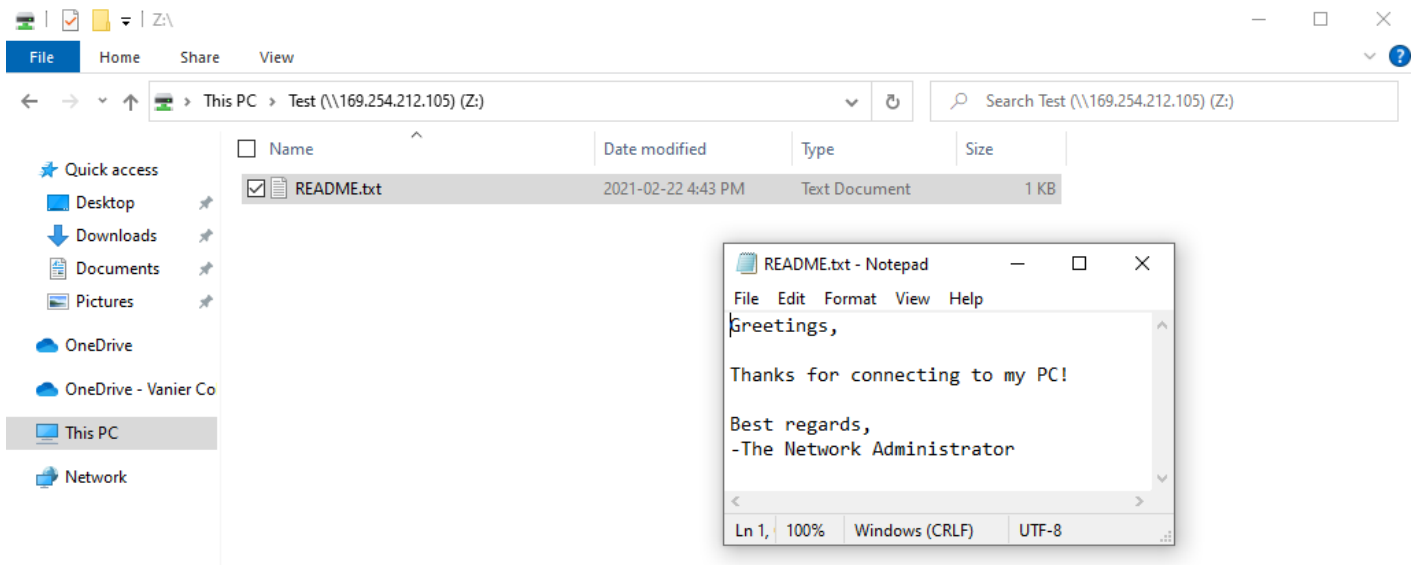 Z:\
File Home Share View
This PC > Test (\\169.254.212.105) (Z:)
Search Test (\\169.254.212.105) (Z:)
Name Date modified Type Size
README.txt 2021-02-22 4:43 PM Text Document 1 KB
Quick access
Desktop
Downloads
Documents
Pictures
OneDrive
OneDrive - Vanier Co
This PC
Network
README.txt - Notepad
File Edit Format View Help
Greetings,
Thanks for connecting to my PC!
Best regards,
-The Network Administrator
Ln 1, 100% Windows (CRLF) UTF-8